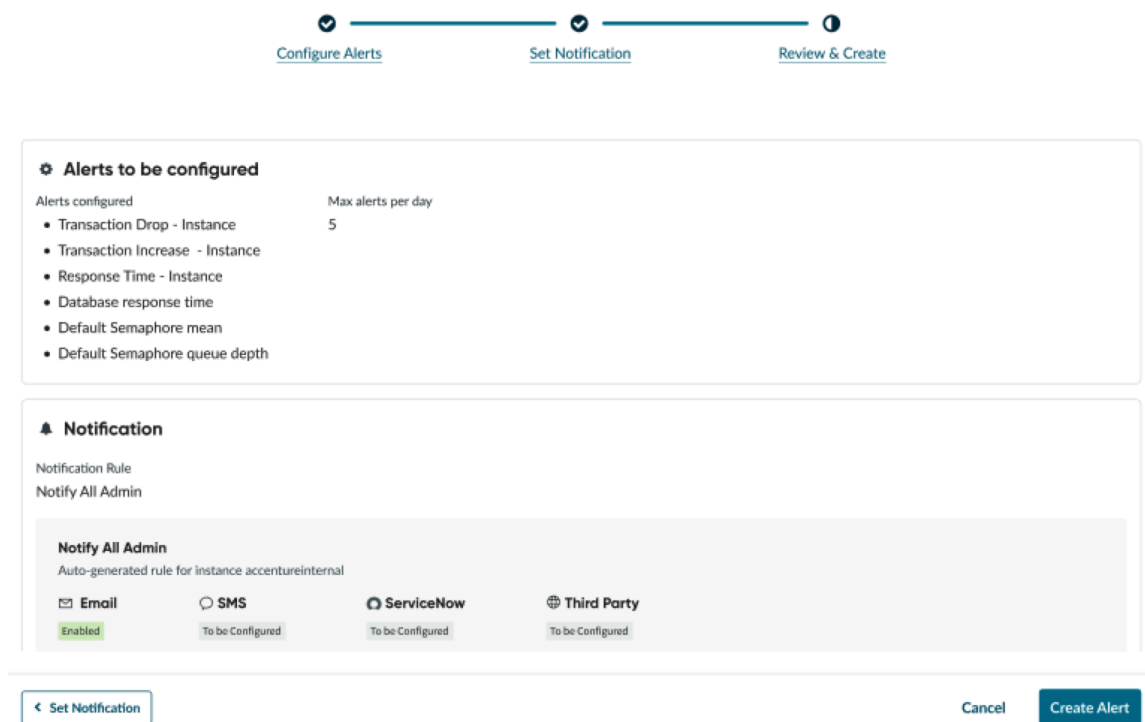 Configure Alerts
Set Notification
Review & Create
Alerts to be configured
Alerts configured
Max alerts per day
Transaction Drop - Instance
5
Transaction Increase - Instance
Response Time - Instance
Database response time
Default Semaphore mean
Default Semaphore queue depth
Notification
Notification Rule
Notify All Admin
Notify All Admin
Auto-generated rule for instance accentureinternal
Email
SMS
ServiceNow
Third Party
Enabled
To be Configured
To be Configured
To be Configured
Set Notification
Cancel
Create Alert